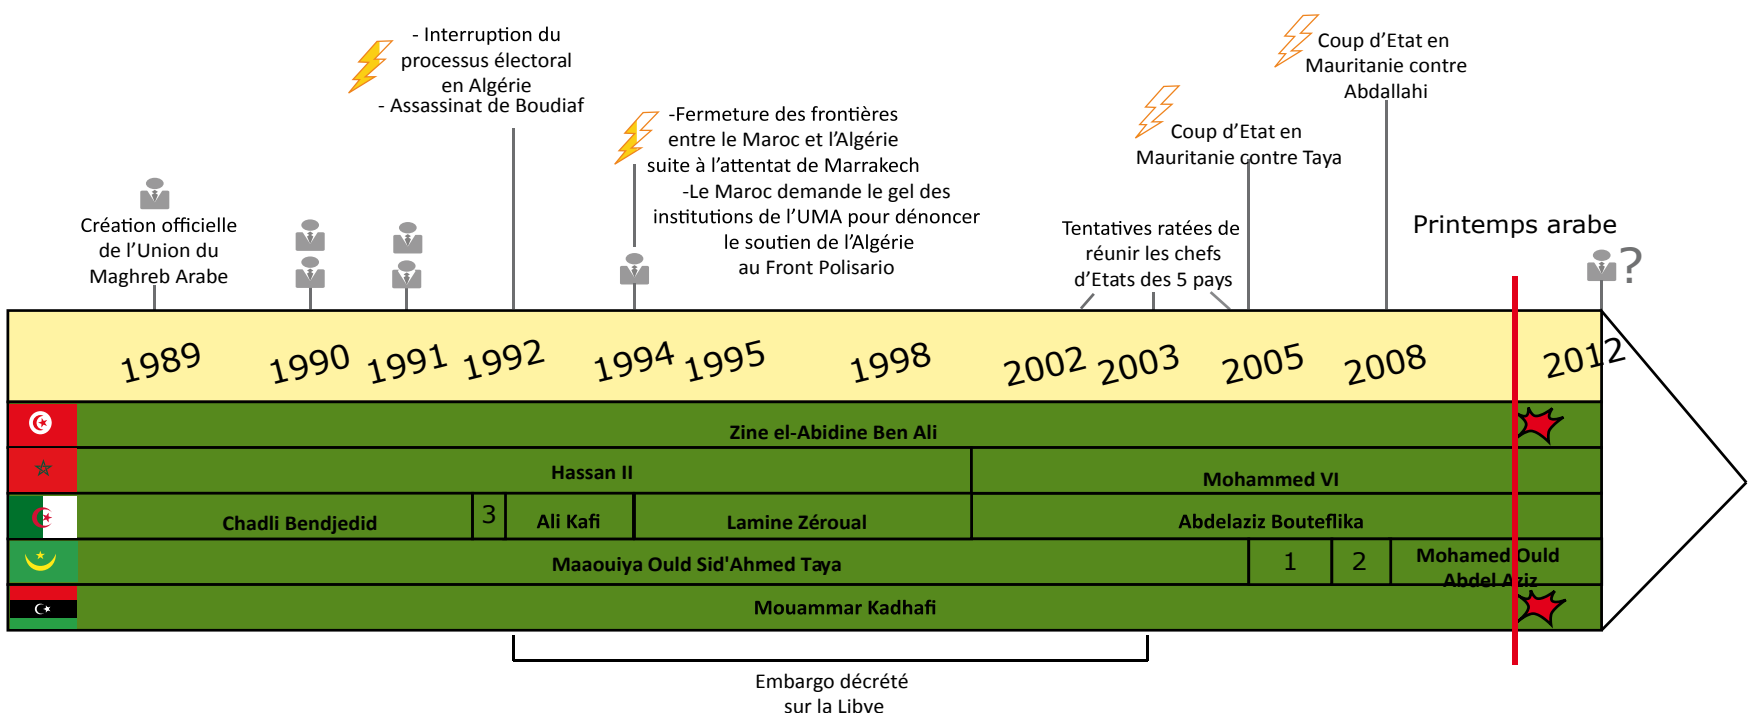 - Interruption du
processus électoral
en Algérie
- Assassinat de Boudiaf
Coup d'Etat en
Mauritanie contre
Abdallahi
-Fermeture des frontières
entre le Maroc et l'Algérie
suite à l'attentat de Marrakech
-Le Maroc demande le gel des
institutions de l'UMA pour dénoncer
le soutien de l'Algérie
au Front Polisario
Coup d'Etat en
Mauritanie contre Taya
Création officielle
de l'Union du
Maghreb Arabe
Tentatives ratées de
réunir les chefs
d'Etats des 5 pays
Printemps arabe
?
1989 1990 1991 1992 1994 1995 1998 2002 2003 2005 2008 2012
Zine el-Abidine Ben Ali
Hassan II Mohammed VI
Chadli Bendjedid 3 Ali Kafi Lamine Zéroual Abdelaziz Bouteflika
Maaouiya Ould Sid'Ahmed Taya 1 2 Mohamed Ould
Abdel Aziz
Mouammar Kadhafi
Embargo décrété
sur la Libye